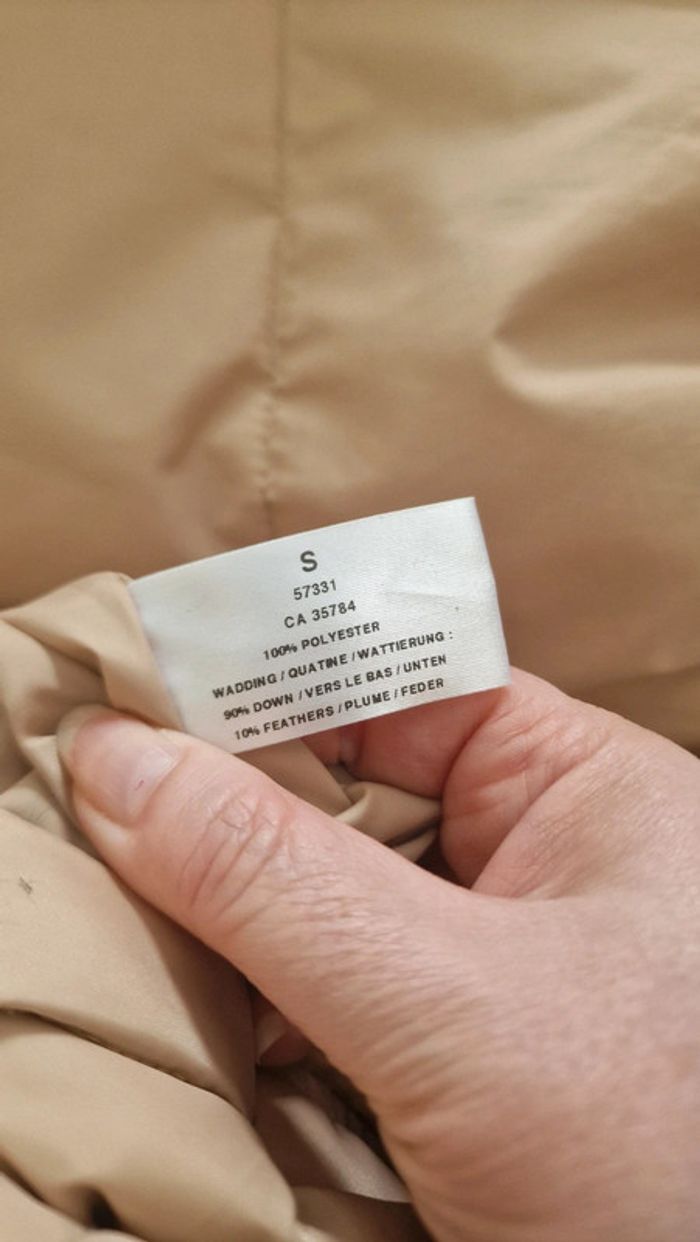 S
57331
CA 35784
100% POLYESTER
WADDING / QUATINE / WATTIERUNG :
90% DOWN / VERS LE BAS / UNTEN
10% FEATHERS / PLUME / FEDER